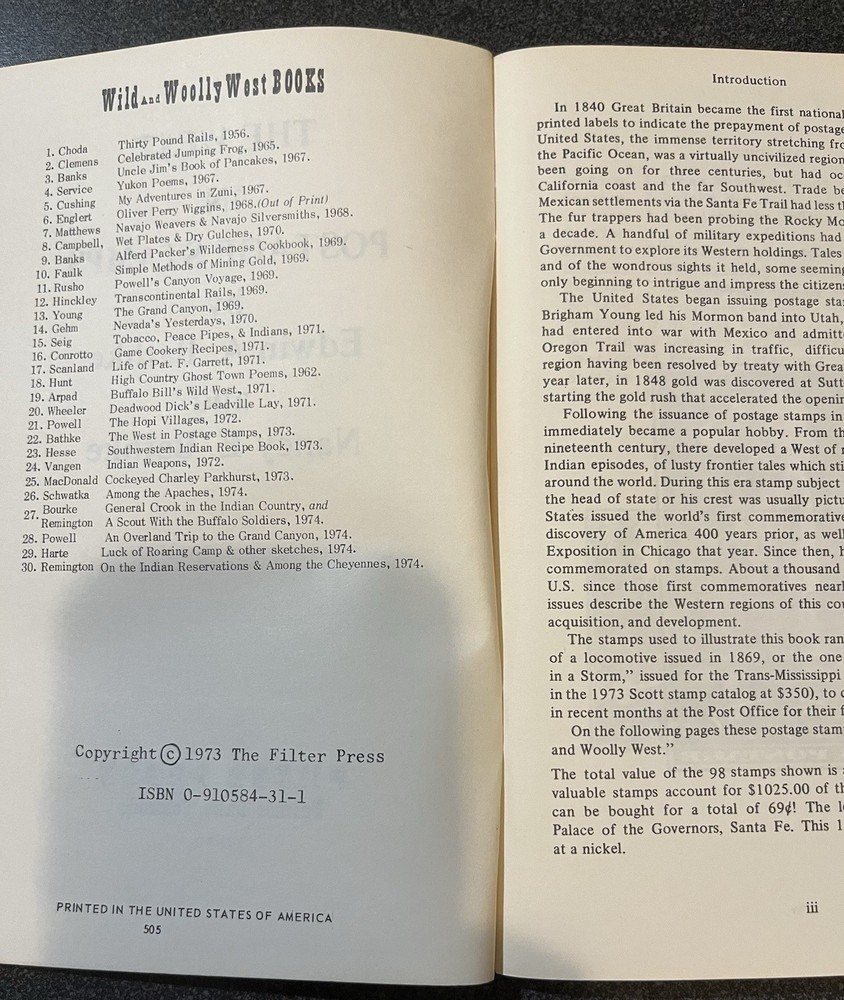 Wild And Woolly West BOOKS
1. Choda Thirty Pound Rails, 1956.
2. Clemens Celebrated Jumping Frog, 1965.
3. Banks Uncle Jim's Book of Pancakes, 1967.
4. Service Yukon Poems, 1967.
5. Cushing My Adventures in Zuni, 1967.
6. Englert Oliver Perry Wiggins, 1968.(Out of Print)
7. Matthews Navajo Weavers & Navajo Silversmiths, 1968.
8. Campbell, Wet Plates & Dry Gulches, 1970.
9. Banks Alferd Packer's Wilderness Cookbook, 1969.
10. Faulk Simple Methods of Mining Gold, 1969.
11. Rusho Powell's Canyon Voyage, 1969.
12. Hinckley Transcontinental Rails, 1969.
13. Young The Grand Canyon, 1969.
14. Gehm Nevada's Yesterdays, 1970.
15. Seig Tobacco, Peace Pipes, & Indians, 1971.
16. Conrotto Game Cookery Recipes, 1971.
17. Scanland Life of Pat. F. Garrett, 1971.
18. Hunt High Country Ghost Town Poems, 1962.
19. Arpad Buffalo Bill's Wild West, 1971.
20. Wheeler Deadwood Dick's Leadville Lay, 1971.
21. Powell The Hopi Villages, 1972.
22. Bathke The West in Postage Stamps, 1973.
23. Hesse Southwestern Indian Recipe Book, 1973.
24. Vangen Indian Weapons, 1972.
25. MacDonald Cockeyed Charley Parkhurst, 1973.
26. Schwatka Among the Apaches, 1974.
27. Bourke General Crook in the Indian Country, and
Remington A Scout With the Buffalo Soldiers, 1974.
28. Powell An Overland Trip to the Grand Canyon, 1974.
29. Harte Luck of Roaring Camp & other sketches, 1974.
30. Remington On the Indian Reservations & Among the Cheyennes, 1974.
Copyright © 1973 The Filter Press
ISBN 0-910584-31-1
PRINTED IN THE UNITED STATES OF AMERICA
505
Introduction
In 1840 Great Britain became the first national
printed labels to indicate the prepayment of postage
United States, the immense territory stretching
the Pacific Ocean, was a virtually uncivilized region
been going on for three centuries, but had
California coast and the far Southwest. Trade
Mexican settlements via the Santa Fe Trail had less
The fur trappers had been probing the Rocky
a decade. A handful of military expeditions had
Government to explore its Western holdings. Tales
and of the wondrous sights it held, some
only beginning to intrigue and impress the
The United States began issuing postage
Brigham Young led his Mormon band into Utah,
had entered into war with Mexico and
Oregon Trail was increasing in traffic,
region having been resolved by treaty with
year later, in 1848 gold was discovered at
starting the gold rush that accelerated the
Following the issuance of postage stamps in
immediately became a popular hobby. From
nineteenth century, there developed a West of
Indian episodes, of lusty frontier tales which
around the world. During this era stamp subject
the head of state or his crest was usually
States issued the world's first
discovery of America 400 years prior, as well
Exposition in Chicago that year. Since then,
commemorated on stamps. About a thousand
U.S. since those first commemoratives
issues describe the Western regions of this
acquisition, and development.
The stamps used to illustrate this book
of a locomotive issued in 1869, or the one
in a Storm," issued for the Trans-Mississippi
in the 1973 Scott stamp catalog at $350), to
in recent months at the Post Office for their
On the following pages these postage
and Woolly West."
The total value of the 98 stamps shown is
valuable stamps account for $1025.00 of
can be bought for a total of 69¢! The
Palace of the Governors, Santa Fe. This
at a nickel.
iii